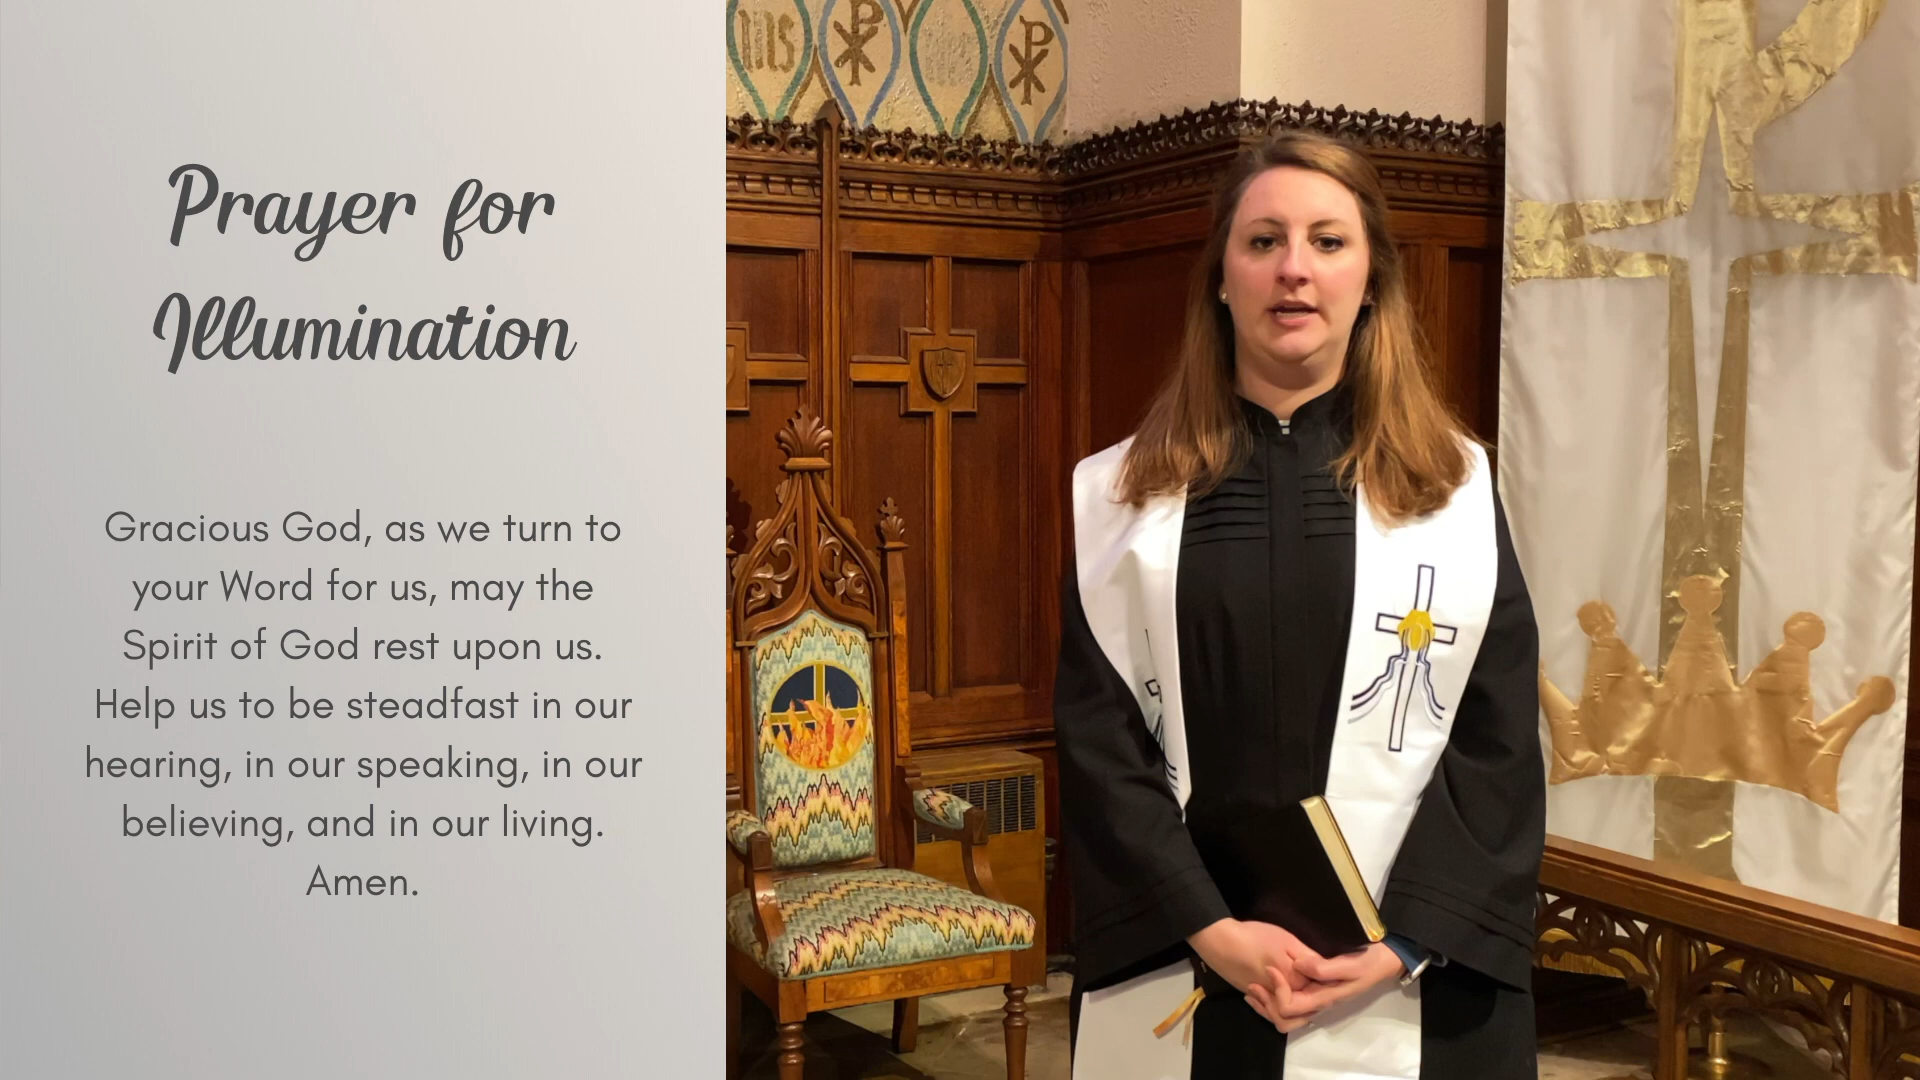 Prayer for
Illumination
Gracious God, as we turn to
your Word for us, may the
Spirit of God rest upon us.
Help us to be steadfast in our
hearing, in our speaking, in our
believing, and in our living.
Amen.